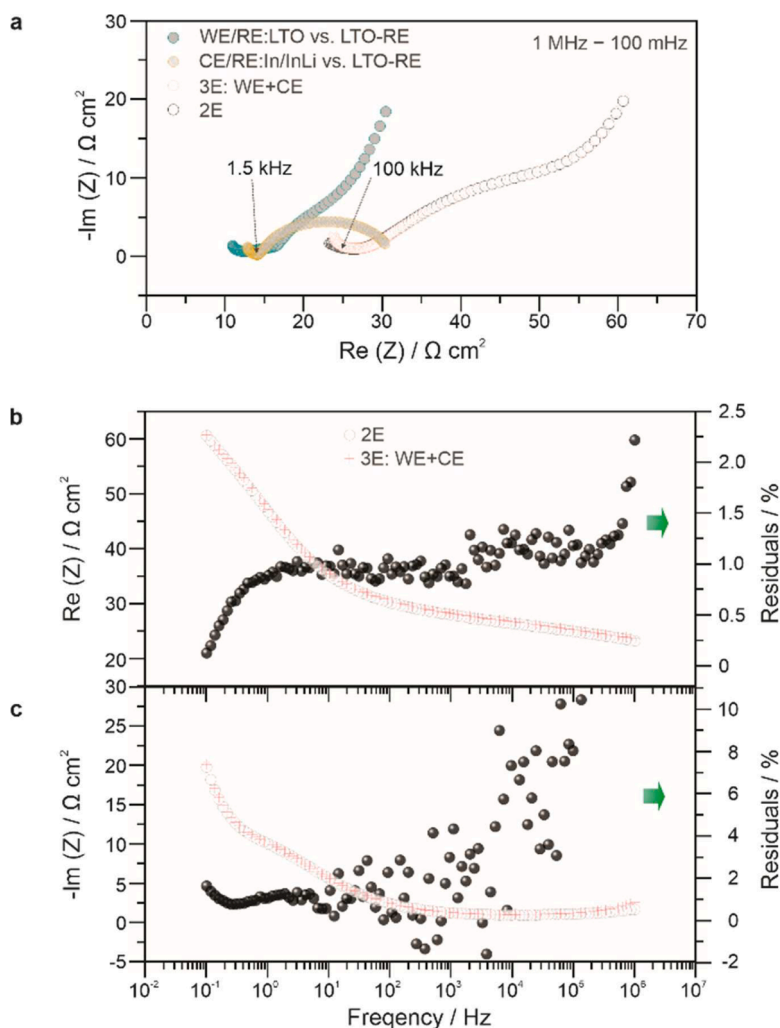 a
WE/RE:LTO vs. LTO-RE
CE/RE:In/InLi vs. LTO-RE
3E: WE+CE
2E
1 MHz – 100 mHz
1.5 kHz
100 kHz
30
20
10
0
-Im (Z) / Ω cm²
0 10 20 30 40 50 60 70
Re (Z) / Ω cm²
b
2E
3E: WE+CE
60
50
40
30
20
Re (Z) / Ω cm²
2.5
2.0
1.5
1.0
0.5
0
Residuals / %
c
30
25
20
15
10
5
0
-5
-Im (Z) / Ω cm²
10
8
6
4
2
0
-2
Residuals / %
10⁻² 10⁻¹ 10⁰ 10¹ 10² 10³ 10⁴ 10⁵ 10⁶ 10⁷
Freqency / Hz